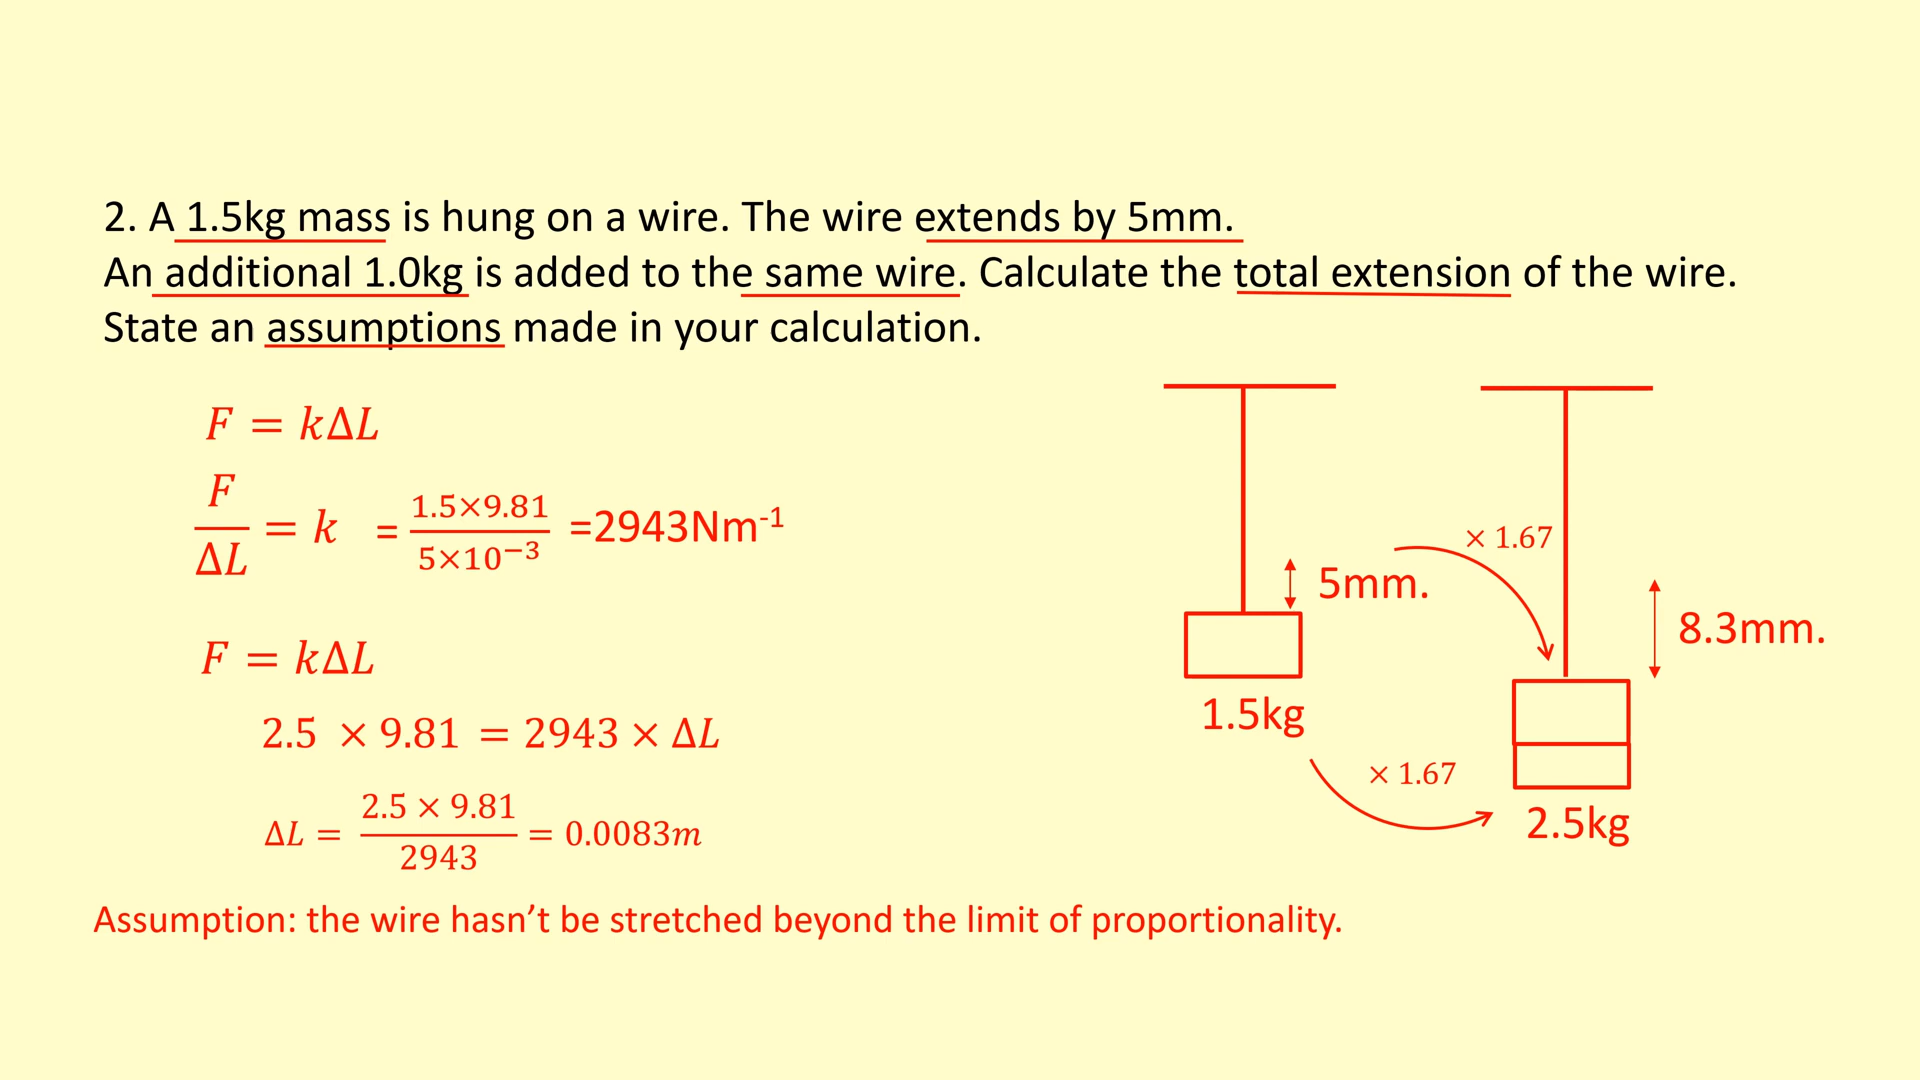 2. A 1.5kg mass is hung on a wire. The wire extends by 5mm.
An additional 1.0kg is added to the same wire. Calculate the total extension of the wire.
State an assumptions made in your calculation.
F = kΔL
F/ΔL = k = 1.5×9.81/5×10⁻³ =2943Nm⁻¹
F = kΔL
2.5 × 9.81 = 2943 × ΔL
ΔL = 2.5 × 9.81/2943 = 0.0083m
Assumption: the wire hasn’t be stretched beyond the limit of proportionality.
× 1.67
5mm.
8.3mm.
1.5kg
× 1.67
2.5kg